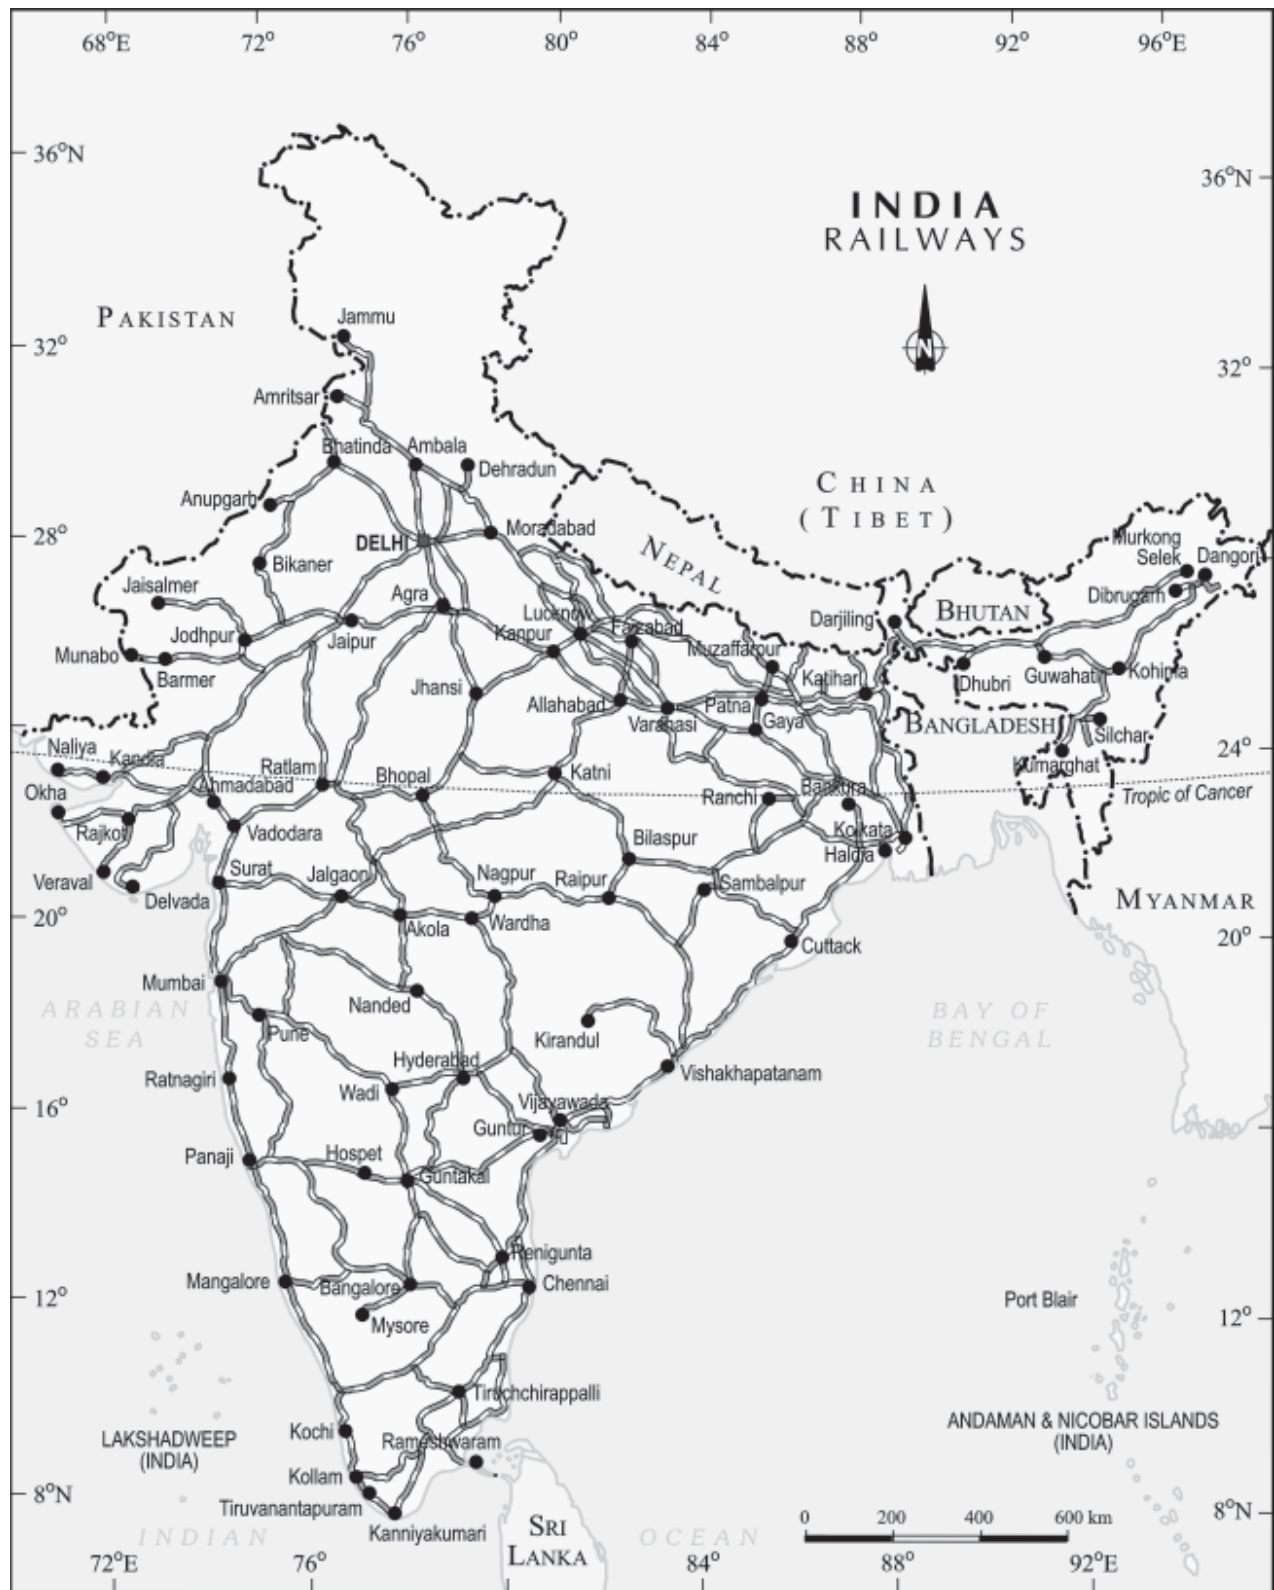 68°E 72° 76° 80° 84° 88° 92° 96°E
36°N
36°N
INDIA
RAILWAYS
N
PAKISTAN
Jammu
32°
32°
Amritsar
Bhatinda
Ambala
Dehradun
CHINA
(TIBET)
Anupgarh
28°
DELHI
Moradabad
NEPAL
Murkong
Selek
Dangori
Bikaner
Jaisalmer
Agra
Lucknow
Faizabad
Darjiling
BHUTAN
Dibrugarh
Jodhpur
Jaipur
Kanpur
Muzaffarpur
Munabo
Barmer
Jhansi
Allahabad
Varanasi
Patna
Katihar
Dhubri
Guwahati
Kohima
Gaya
BANGLADESH
Silchar
24°
Naliya
Kandla
Ratlam
Bhopal
Katni
Kumarghat
Okha
Ahmadabad
Ranchi
Bankura
Tropic of Cancer
Rajkot
Vadodara
Bilaspur
Kolkata
Haldia
Veraval
Surat
Jalgaon
Nagpur
Raipur
Sambalpur
Delvada
MYANMAR
20°
Akola
Wardha
20°
Cuttack
Mumbai
Nanded
ARABIAN
SEA
BAY OF
BENGAL
Pune
Kirandul
Hyderabad
Ratnagiri
Wadi
Vishakhapatanam
16°
Vijayawada
Guntur
Panaji
Hospet
Guntakal
Renigunta
Mangalore
Bangalore
Chennai
12°
Port Blair
12°
Mysore
Tiruchchirappalli
Kochi
Rameshwaram
LAKSHADWEEP
(INDIA)
ANDAMAN & NICOBAR ISLANDS
(INDIA)
Kollam
8°N
Tiruvanantapuram
8°N
Kanniyakumari
INDIAN
OCEAN
SRI
LANKA
0 200 400 600 km
72°E 76° 84° 88° 92°E